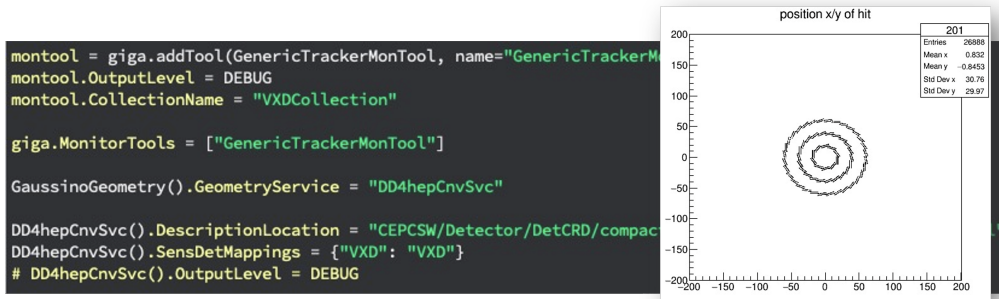 montool = giga.addTool(GenericTrackerMonTool, name="GenericTrackerM
montool.OutputLevel = DEBUG
montool.CollectionName = "VXDCollection"
giga.MonitorTools = ["GenericTrackerMonTool"]
GaussinoGeometry().GeometryService = "DD4hepCnvSvc"
DD4hepCnvSvc().DescriptionLocation = "CEPCSW/Detector/DetCRD/compac
DD4hepCnvSvc().SensDetMappings = {"VXD": "VXD"}
# DD4hepCnvSvc().OutputLevel = DEBUG
position x/y of hit
201
Entries 26888
Mean x 0.832
Mean y −0.8453
Std Dev x 30.76
Std Dev y 29.97
200
150
100
50
0
−50
−100
−150
−200
−200 −150 −100 −50 0 50 100 150 200